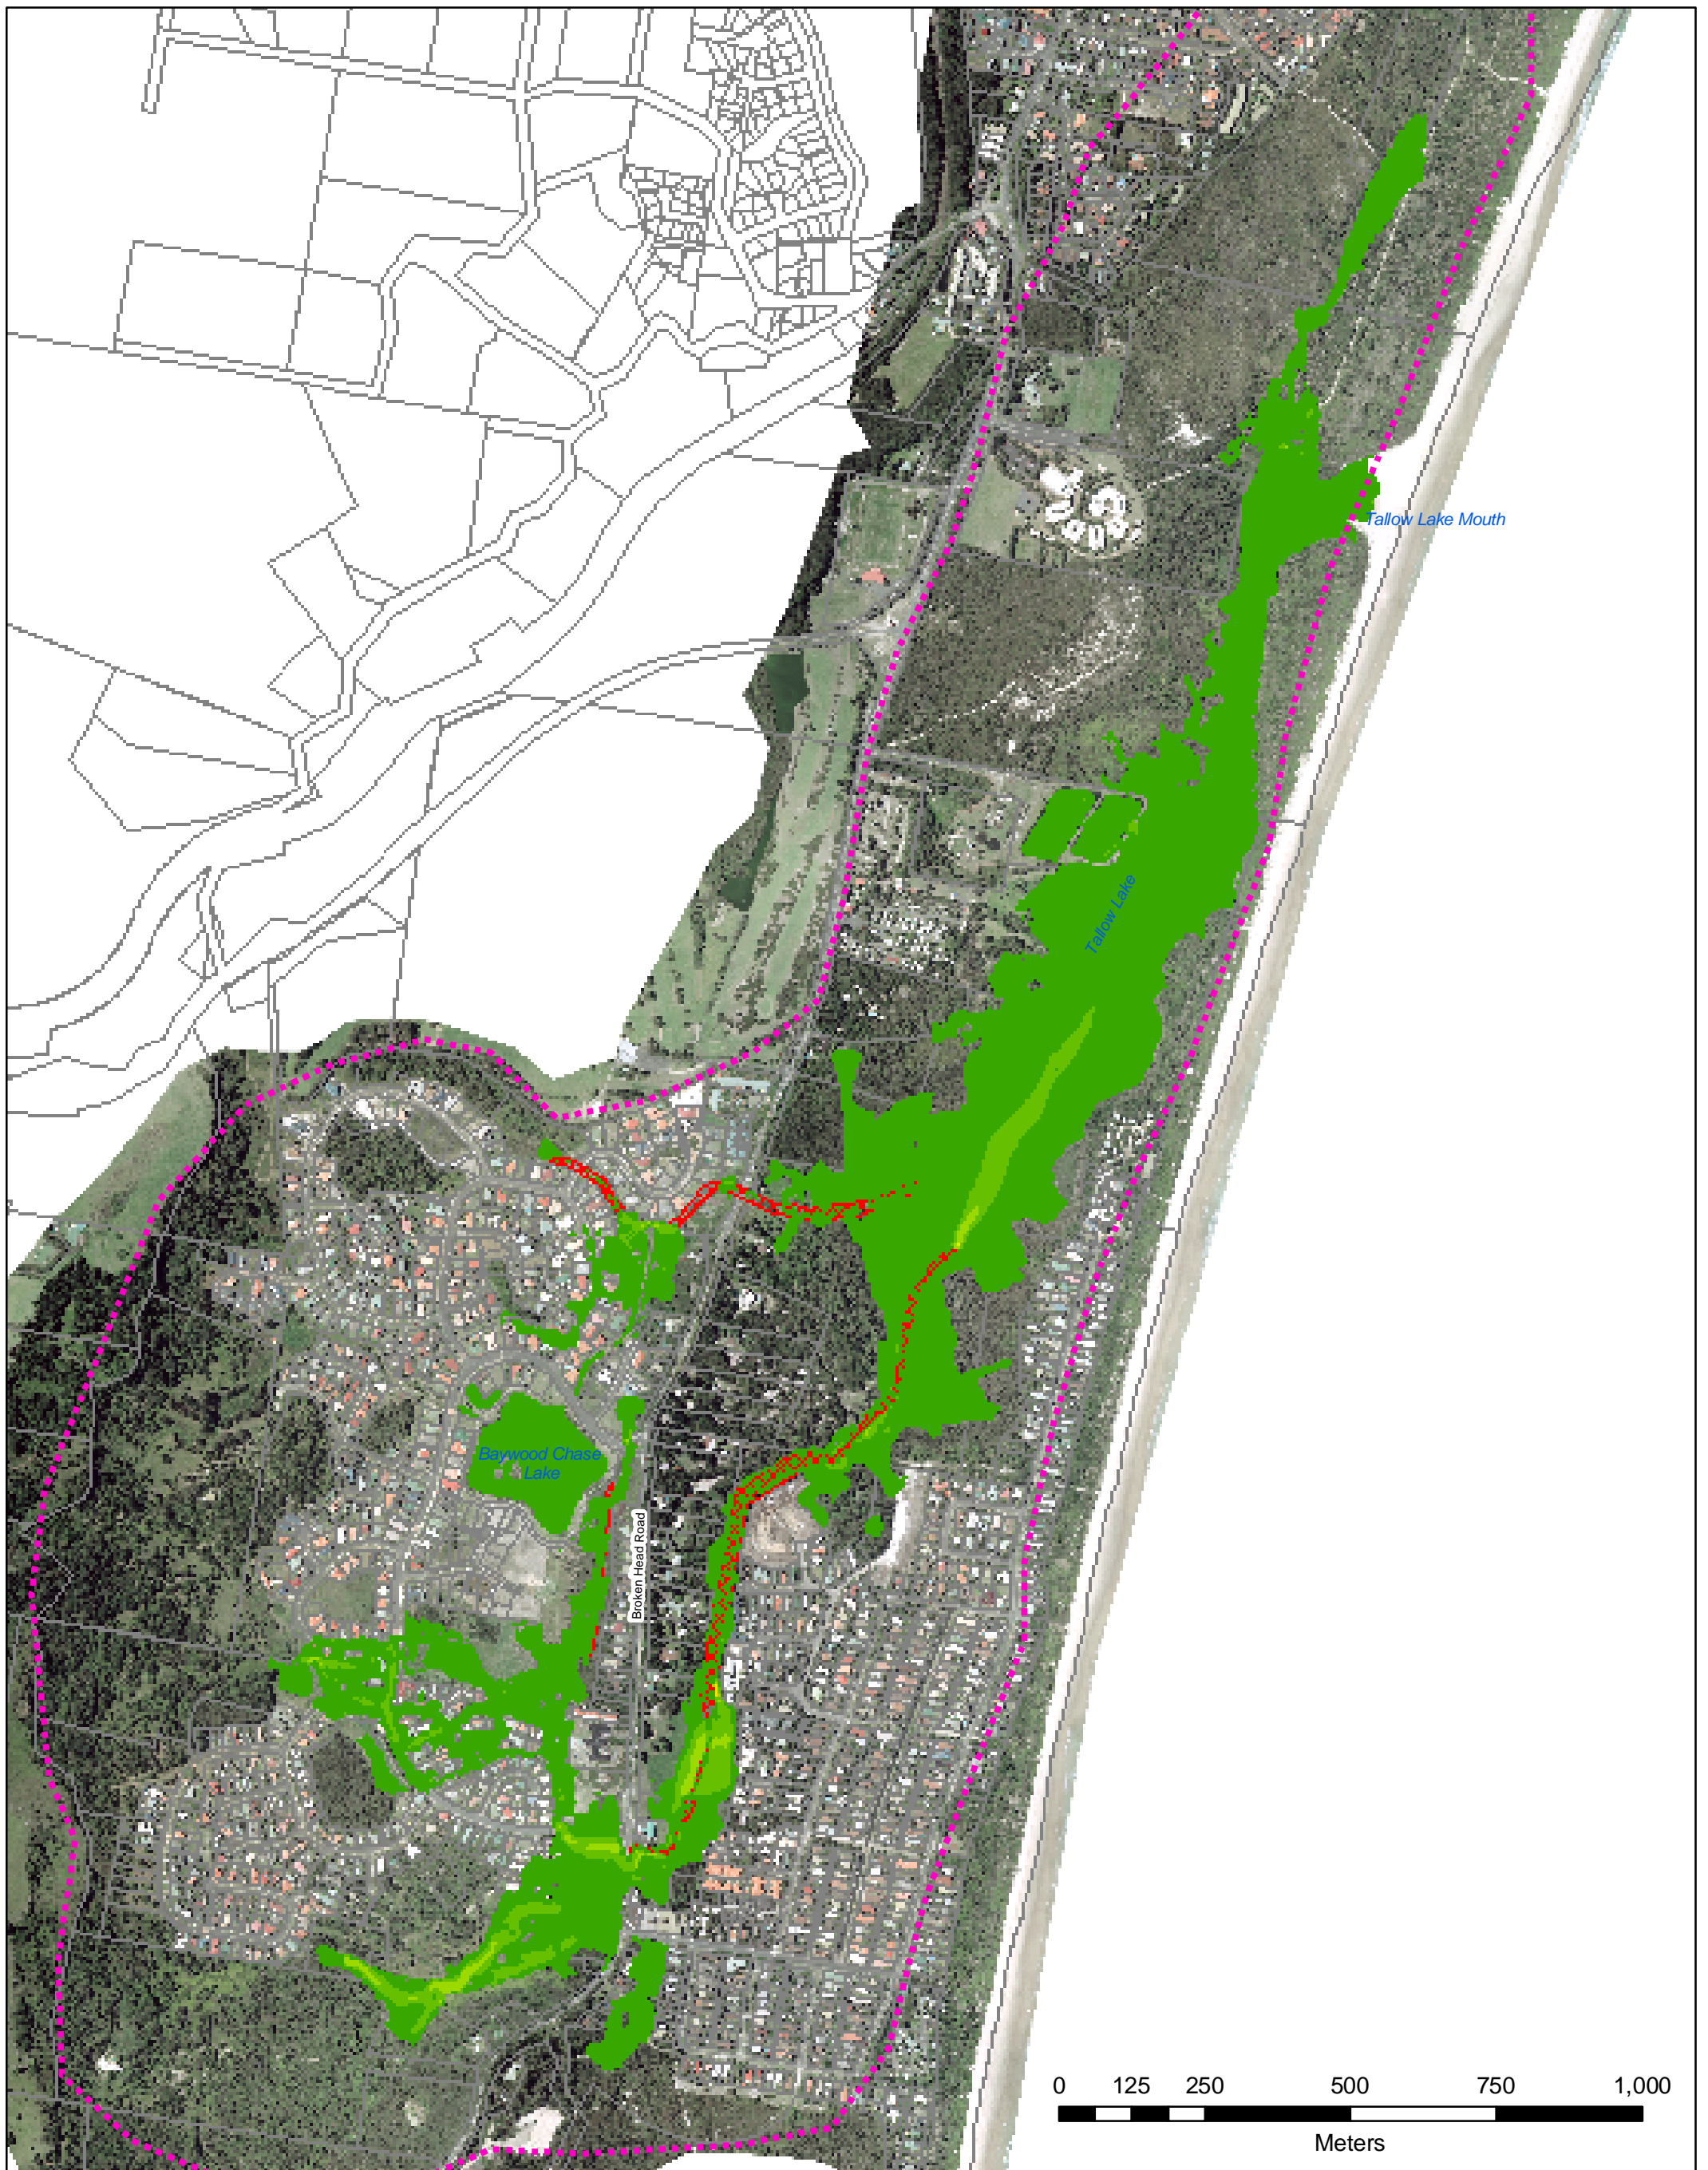 Tallow Lake Mouth
Tallow Lake
Baywood Chase
Lake
Broken Head Road
0 125 250 500 750 1,000
Meters